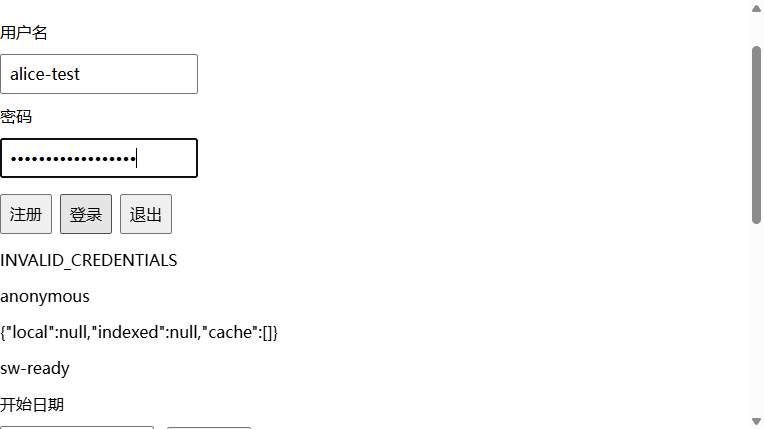 用户名
alice-test
密码
••••••••••••••••••
注册 登录 退出
INVALID_CREDENTIALS
anonymous
{"local":null,"indexed":null,"cache":[]}
sw-ready
开始日期